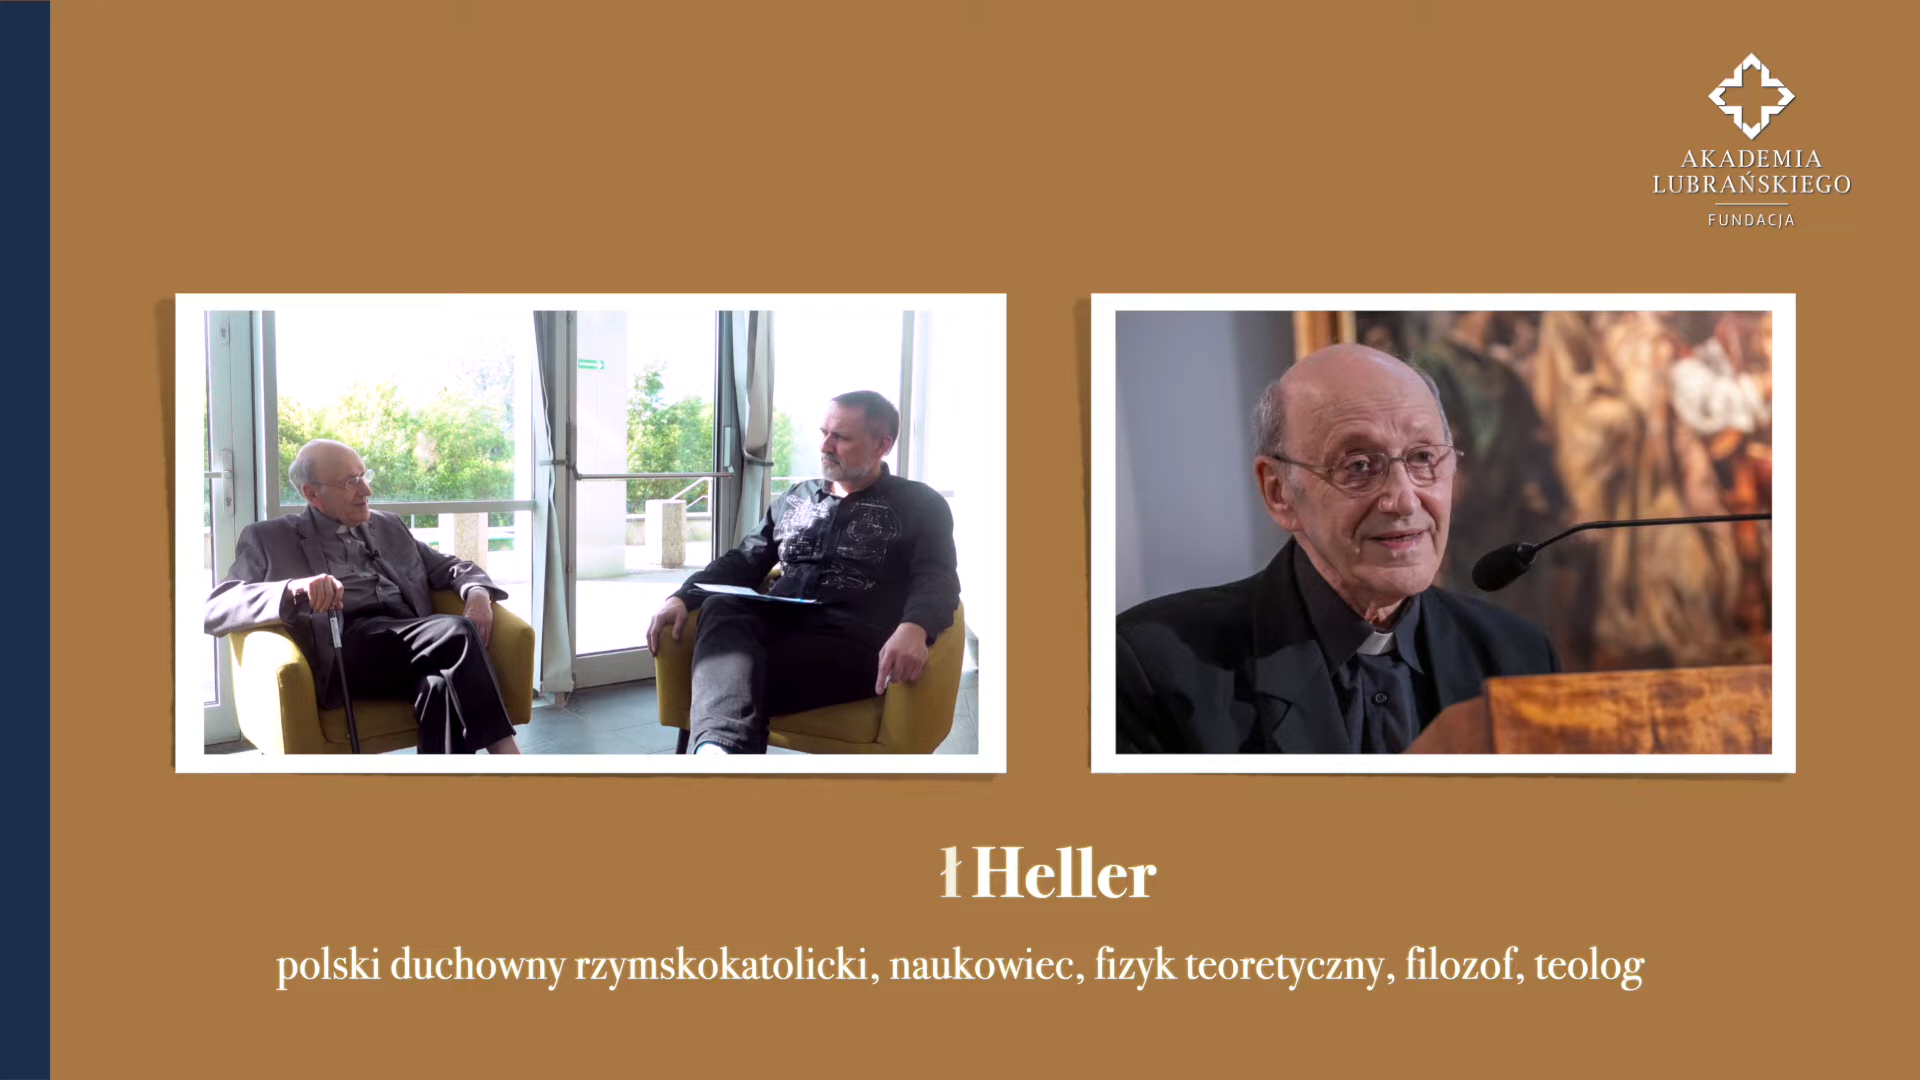 AKADEMIA
LUBRAŃSKIEGO
FUNDACJA
ł Heller
polski duchowny rzymskokatolicki, naukowiec, fizyk teoretyczny, filozof, teolog